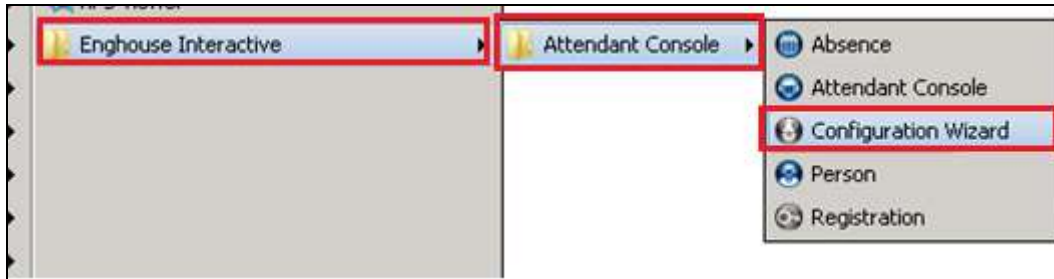 Enghouse Interactive
Attendant Console
Absence
Attendant Console
Configuration Wizard
Person
Registration